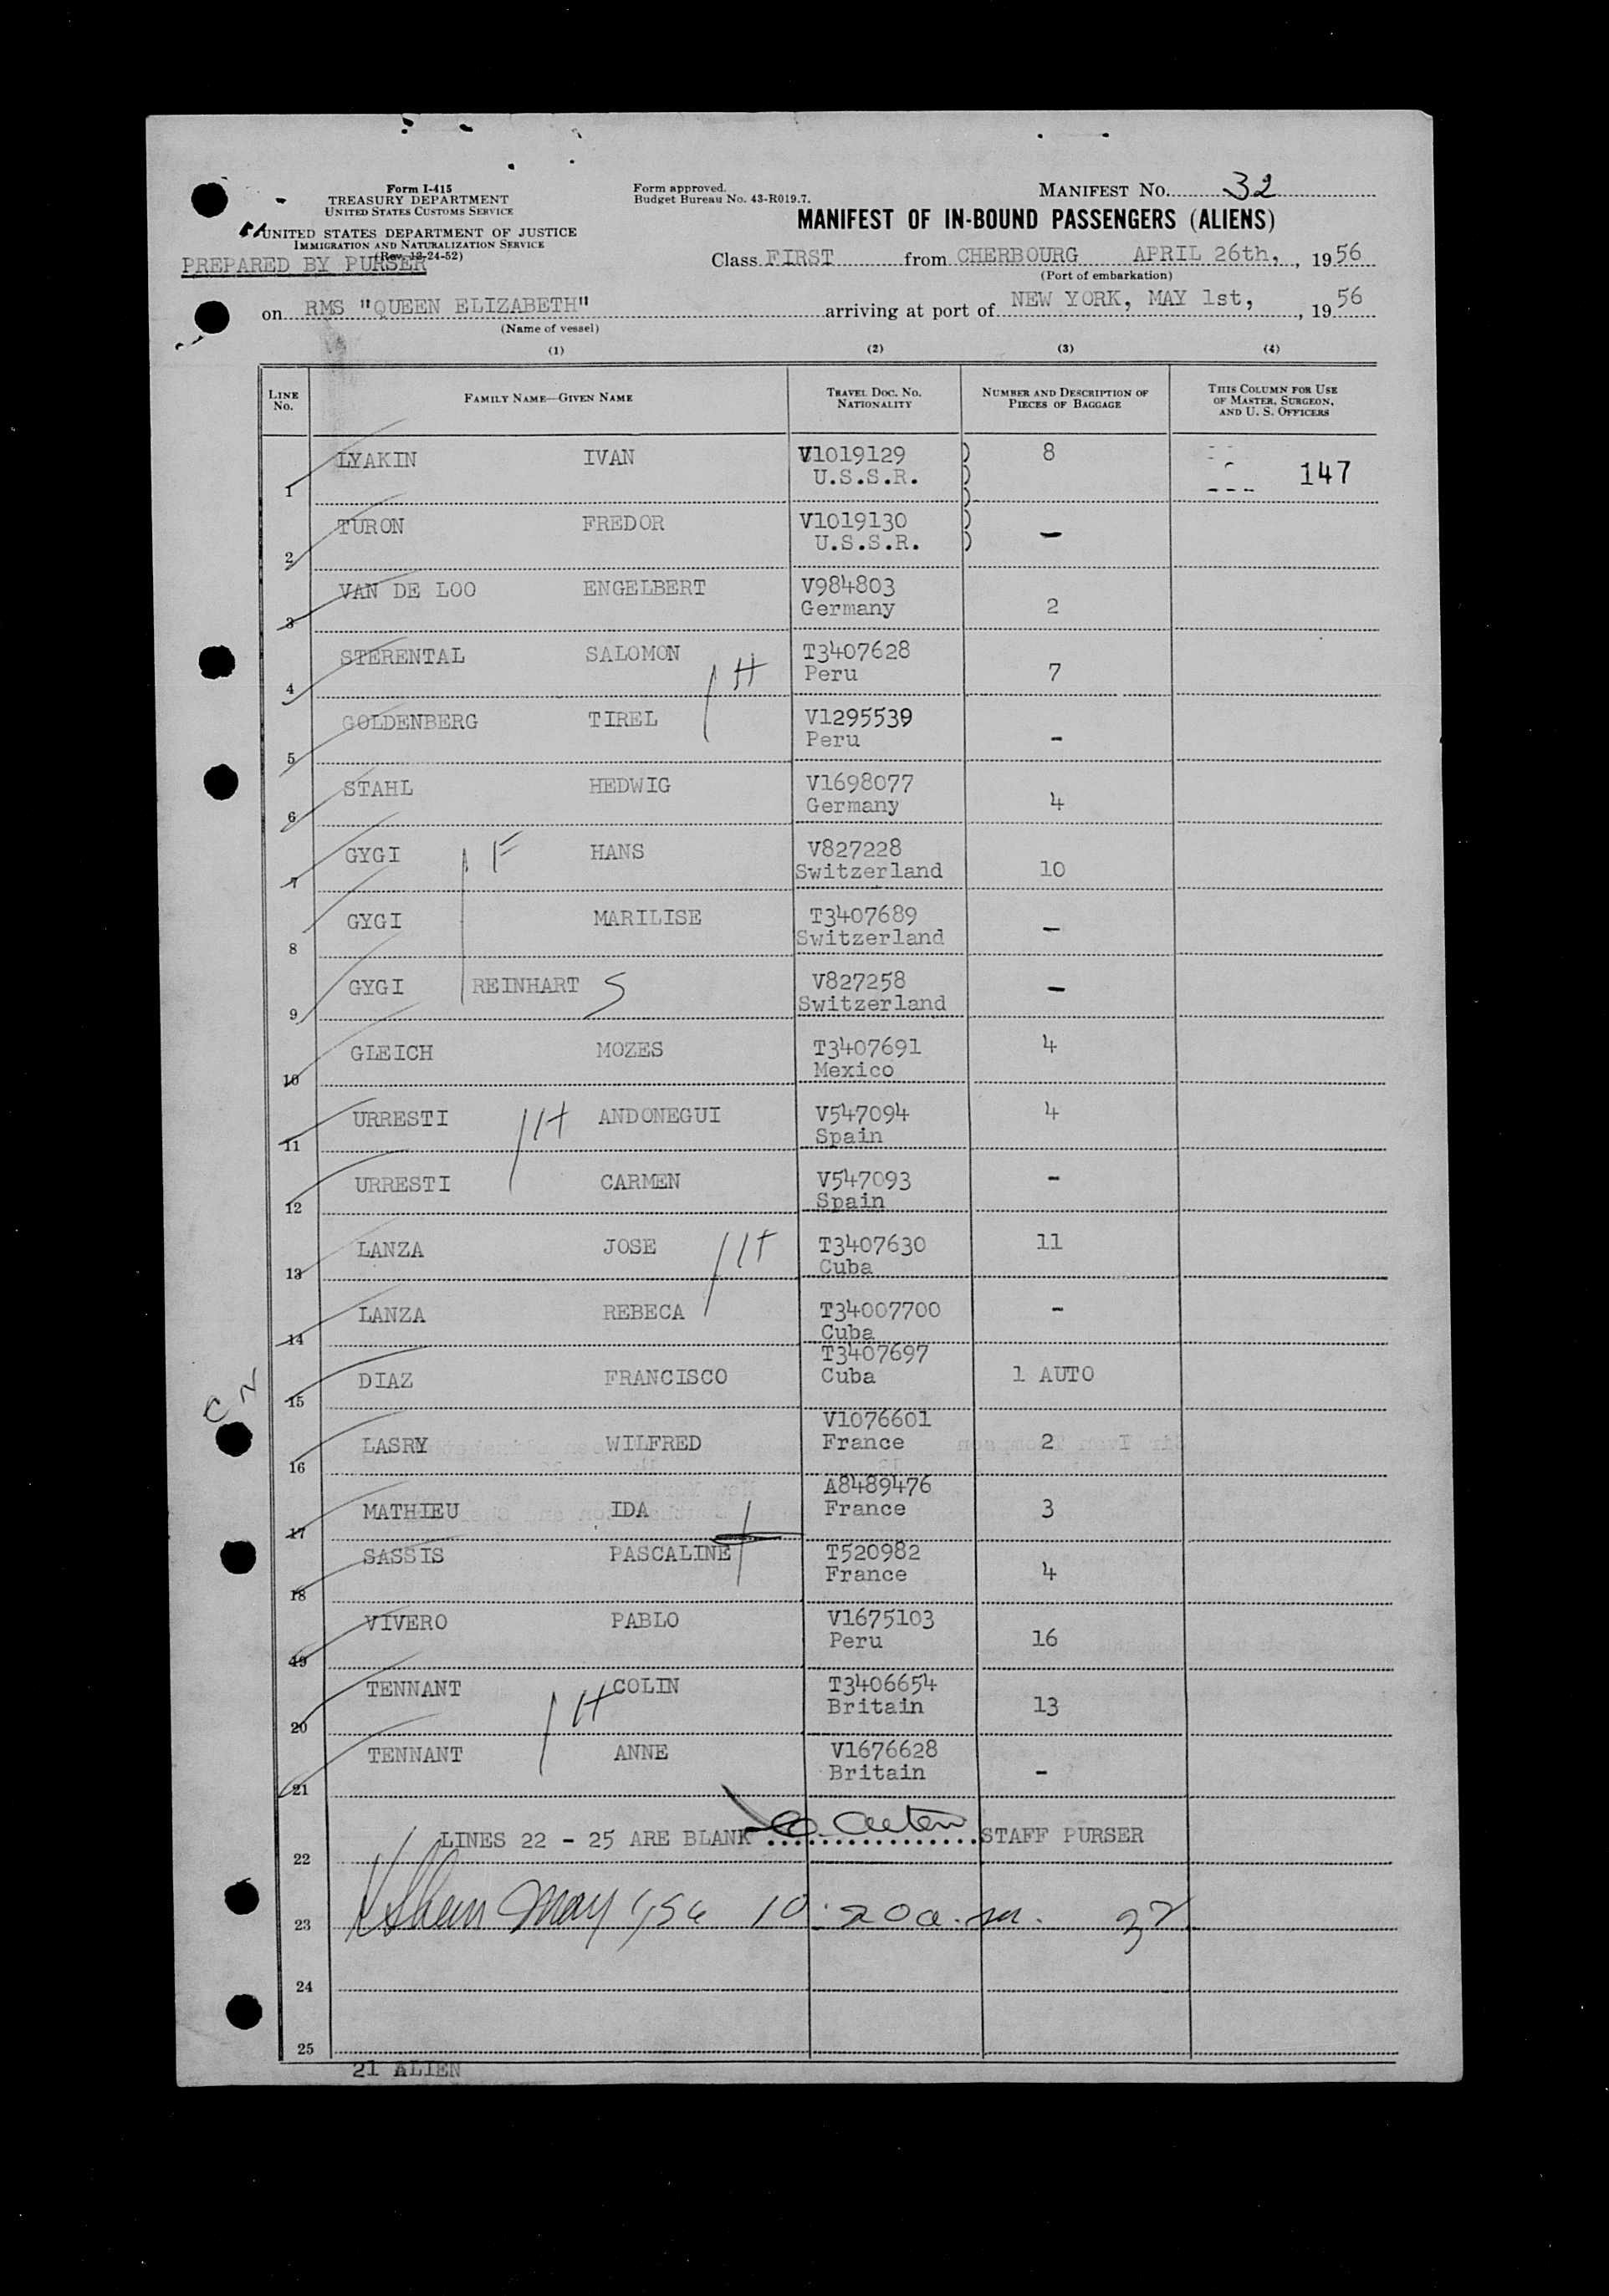 Form I-415
TREASURY DEPARTMENT
UNITED STATES CUSTOMS SERVICE
UNITED STATES DEPARTMENT OF JUSTICE
IMMIGRATION AND NATURALIZATION SERVICE
(Rev. 12-24-52)
PREPARED BY PURSER
Form approved.
Budget Bureau No. 43-R019.7.
MANIFEST NO. 32
MANIFEST OF IN-BOUND PASSENGERS (ALIENS)
Class FIRST from CHERBOURG APRIL 26th, , 1956
(Port of embarkation)
on RMS "QUEEN ELIZABETH" arriving at port of NEW YORK, MAY 1st, , 1956
(Name of vessel)
(1) (2) (3) (4)
LINE No. FAMILY NAME—GIVEN NAME TRAVEL DOC. NO. NATIONALITY NUMBER AND DESCRIPTION OF PIECES OF BAGGAGE THIS COLUMN FOR USE OF MASTER, SURGEON, AND U. S. OFFICERS
1 LYAKIN IVAN V1019129 U.S.S.R. 8 147
2 TURON FREDOR V1019130 U.S.S.R. -
3 VAN DE LOO ENGELBERT V984803 Germany 2
4 STERENTAL SALOMON H T3407628 Peru 7
5 GOLDENBERG TIREL V1295539 Peru -
6 STAHL HEDWIG V1698077 Germany 4
7 GYGI F HANS V827228 Switzerland 10
8 GYGI MARILISE T3407689 Switzerland -
9 GYGI REINHART S V827258 Switzerland -
10 GLEICH MOZES T3407691 Mexico 4
11 URRESTI H ANDONEGUI V547094 Spain 4
12 URRESTI CARMEN V547093 Spain -
13 LANZA JOSE H T3407630 Cuba 11
14 LANZA REBECA T34007700 Cuba -
15 DIAZ FRANCISCO T3407697 Cuba 1 AUTO
CN
16 LASRY WILFRED V1076601 France 2
17 MATHIEU IDA A8489476 France 3
18 SASSIS PASCALINE T520982 France 4
19 VIVERO PABLO V1675103 Peru 16
20 TENNANT H COLIN T3406654 Britain 13
21 TENNANT ANNE V1676628 Britain -
22 LINES 22 - 25 ARE BLANK STAFF PURSER
23 May 1, 56 10:20 a.m. 32
24
25
21 ALIEN